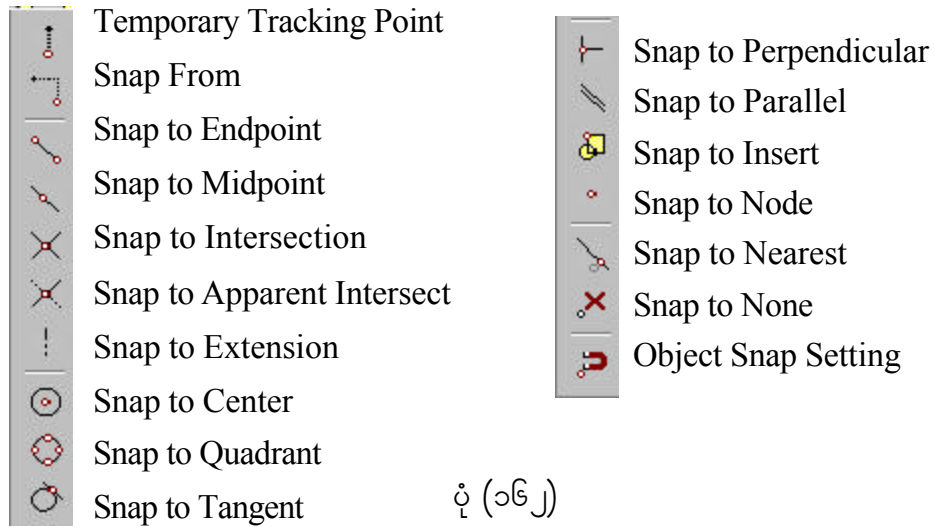 Temporary Tracking Point
Snap From
Snap to Endpoint
Snap to Midpoint
Snap to Intersection
Snap to Apparent Intersect
Snap to Extension
Snap to Center
Snap to Quadrant
Snap to Tangent
Snap to Perpendicular
Snap to Parallel
Snap to Insert
Snap to Node
Snap to Nearest
Snap to None
Object Snap Setting
ပုံ (၁၆၂)